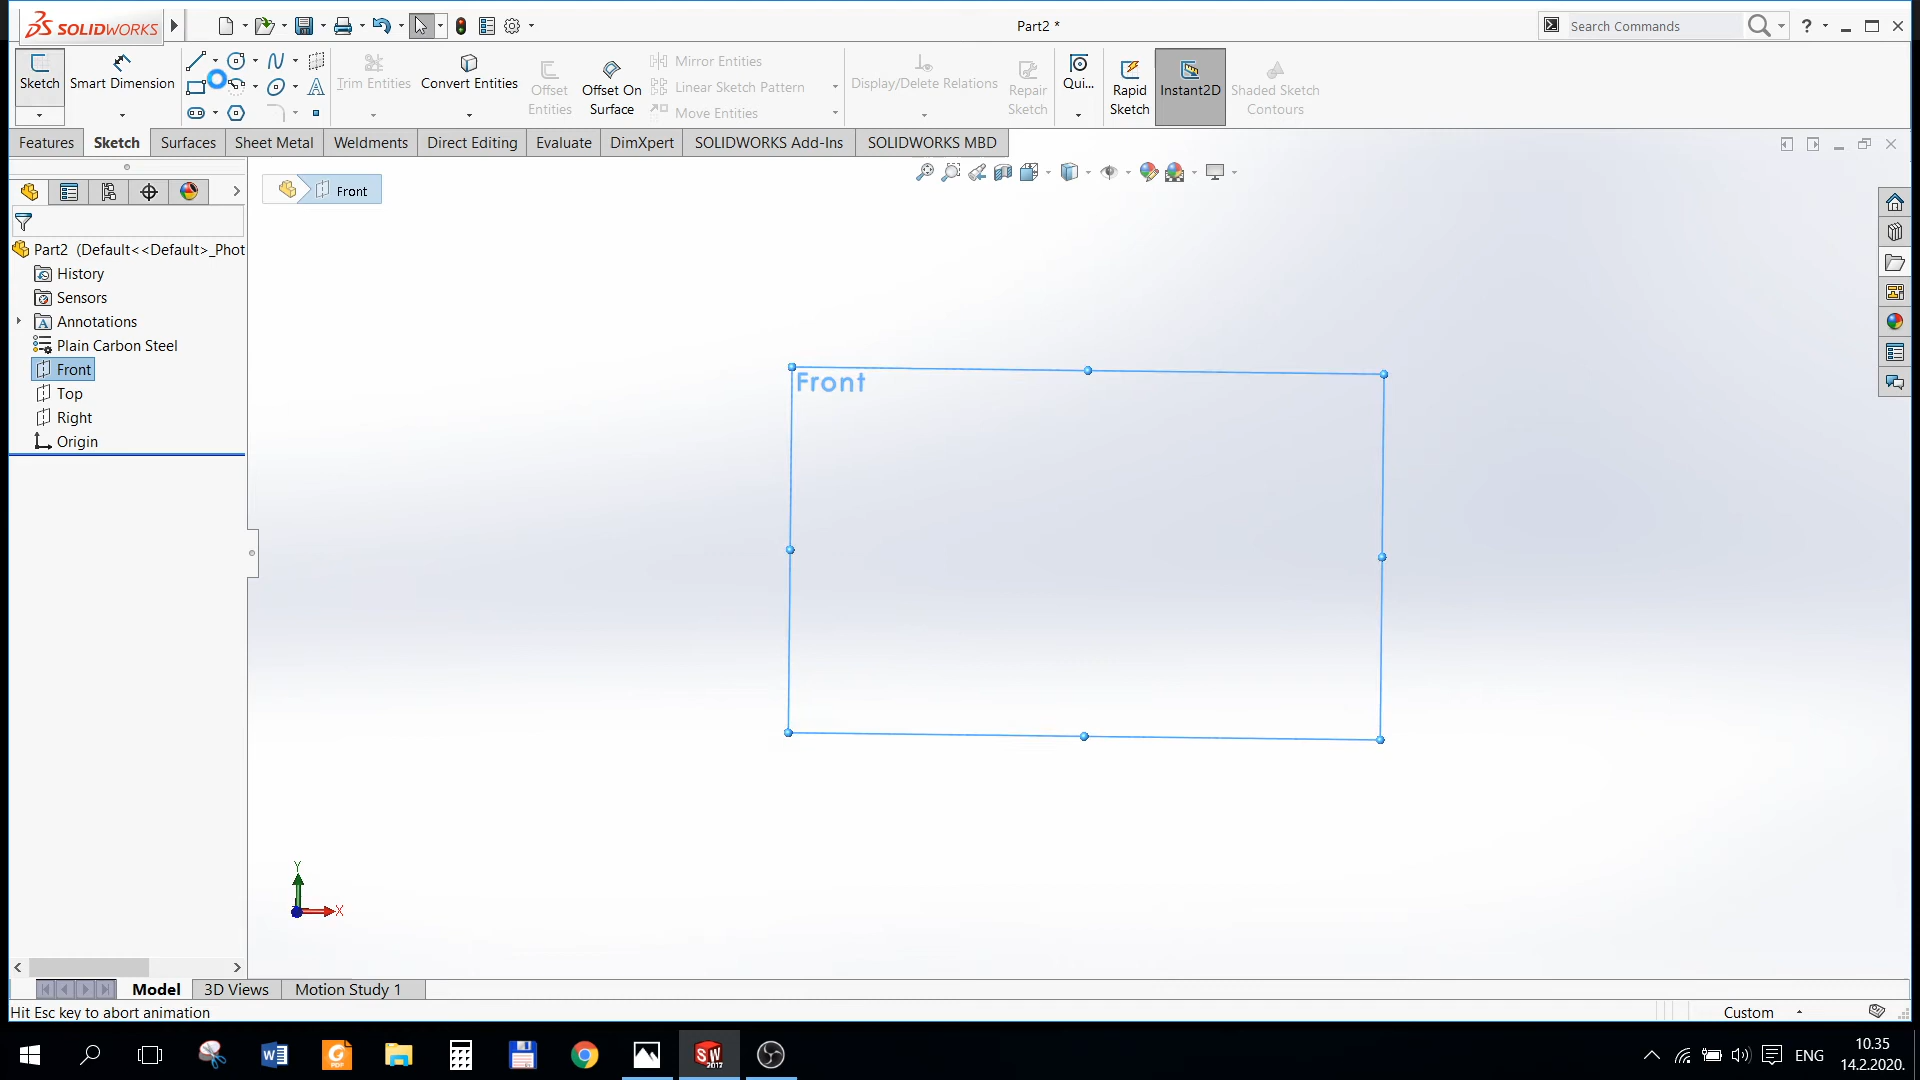 SOLIDWORKS
Part2 *
Search Commands
?
Sketch
Smart Dimension
Trim Entities
Convert Entities
Offset
Entities
Offset On
Surface
Mirror Entities
Linear Sketch Pattern
Move Entities
Display/Delete Relations
Repair
Sketch
Qui...
Rapid
Sketch
Instant2D
Shaded Sketch
Contours
Features
Sketch
Surfaces
Sheet Metal
Weldments
Direct Editing
Evaluate
DimXpert
SOLIDWORKS Add-Ins
SOLIDWORKS MBD
Front
Part2 (Default<<Default>_Phot
History
Sensors
Annotations
Plain Carbon Steel
Front
Top
Right
Origin
Front
Y
X
Model
3D Views
Motion Study 1
Hit Esc key to abort animation
Custom
SW
2017
ENG
10.35
14.2.2020.